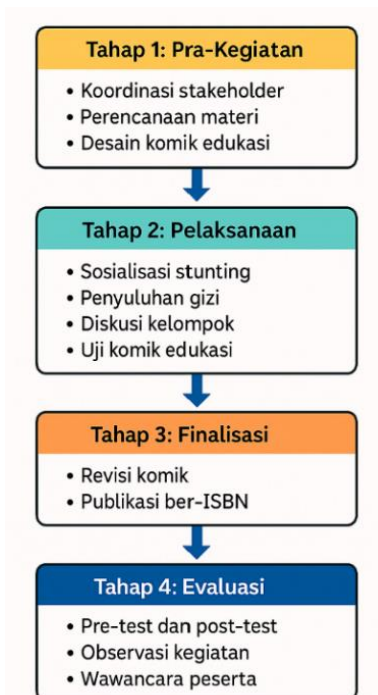 Tahap 1: Pra-Kegiatan
• Koordinasi stakeholder
• Perencanaan materi
• Desain komik edukasi
Tahap 2: Pelaksanaan
• Sosialisasi stunting
• Penyuluhan gizi
• Diskusi kelompok
• Uji komik edukasi
Tahap 3: Finalisasi
• Revisi komik
• Publikasi ber-ISBN
Tahap 4: Evaluasi
• Pre-test dan post-test
• Observasi kegiatan
• Wawancara peserta